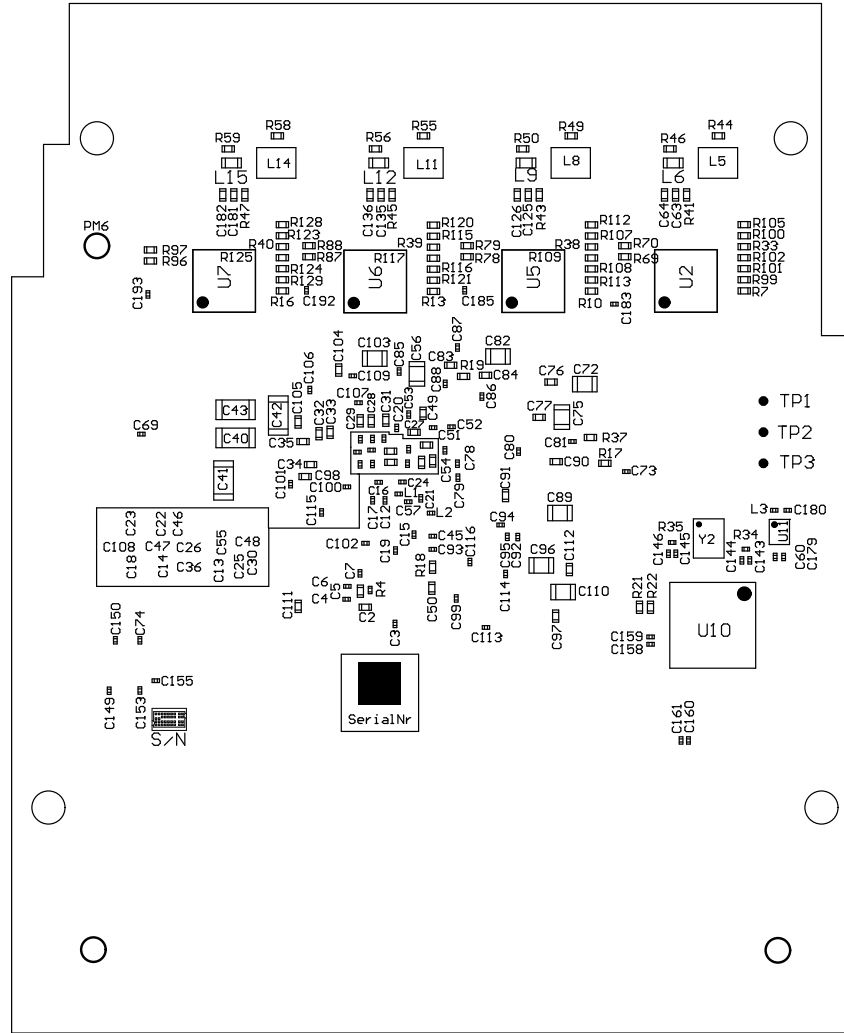 R58 R55 R49 R44
R59 R56 R50 R46
L14 L11 L8 L5
L15 L12 L9 L6
C182 C181 R47 C136 C135 R45 C126 C125 R43 C64 C63 R41
PM6
R128 R120 R112 R105
R123 R115 R107 R100
R97 R40 R88 R39 R79 R38 R70 R33
R96 R125 R87 R117 R78 R109 R69 R102
U7 U6 U5 U2
R124 R116 R108 R101
R129 R121 R113 R99
C193 R16 C192 R13 C185 R10 C183 R7
C87 C82
C104 C103 C85 C56 C83
C106 C109 C88 R19 C84 C76 C72
C86
C107 C53 C49
C43 C42 C105 C32 C33 C29 C28 C31 C20 C77 C75 TP1
C69 C27 C52 TP2
C40 C35 C51 C80 C81 R37
C34 C54 C78 C90 R17 TP3
C41 C98 C79 C91 C73
C101 C100 C16 C24
L1 C21
C115 C17 C12 C57 L2 C89
L3 C180
C23 C22 C46 C94 R35 Y2 U11
C55 C48 C15 C45 C116 R34
C108 C47 C26 C102 C19 C93 C95 C92 C96 C112 C146 C145 C144 C143 C60 C179
C18 C14 C36 C13 C25 C30 C7 R18
C6 C5 R4 C114 C110
C111 C4 C50 C99 R21 R22
C2
C150 C74 C3 C113 C97 U10
C159
C158
C155
C149 C153
SerialNr
S/N
C161 C160